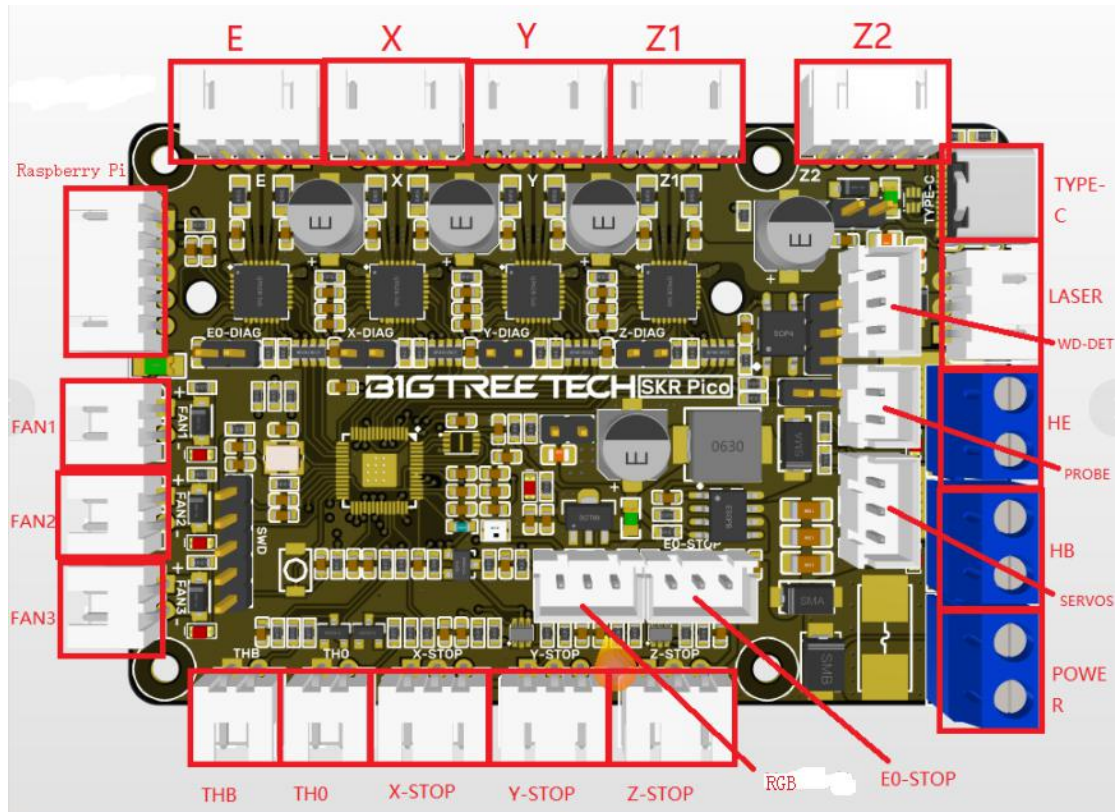 E X Y Z1 Z2
Raspberry Pi
E X Y Z1 Z2
TYPE-C
TYPE-
C
E E E E
LASER
E0-DIAG X-DIAG Y-DIAG Z-DIAG
WD-DET
BIGTREETECH SKR Pico
FAN1
+ FAN1 -
HE
E
0630
PROBE
FAN2
+ FAN2 -
SWD
HB
E0-STOP
FAN3
+ FAN3 -
SERVOS
SMA
THB TH0 X-STOP Y-STOP Z-STOP
SMB
POWE
R
THB TH0 X-STOP Y-STOP Z-STOP
RGB
E0-STOP